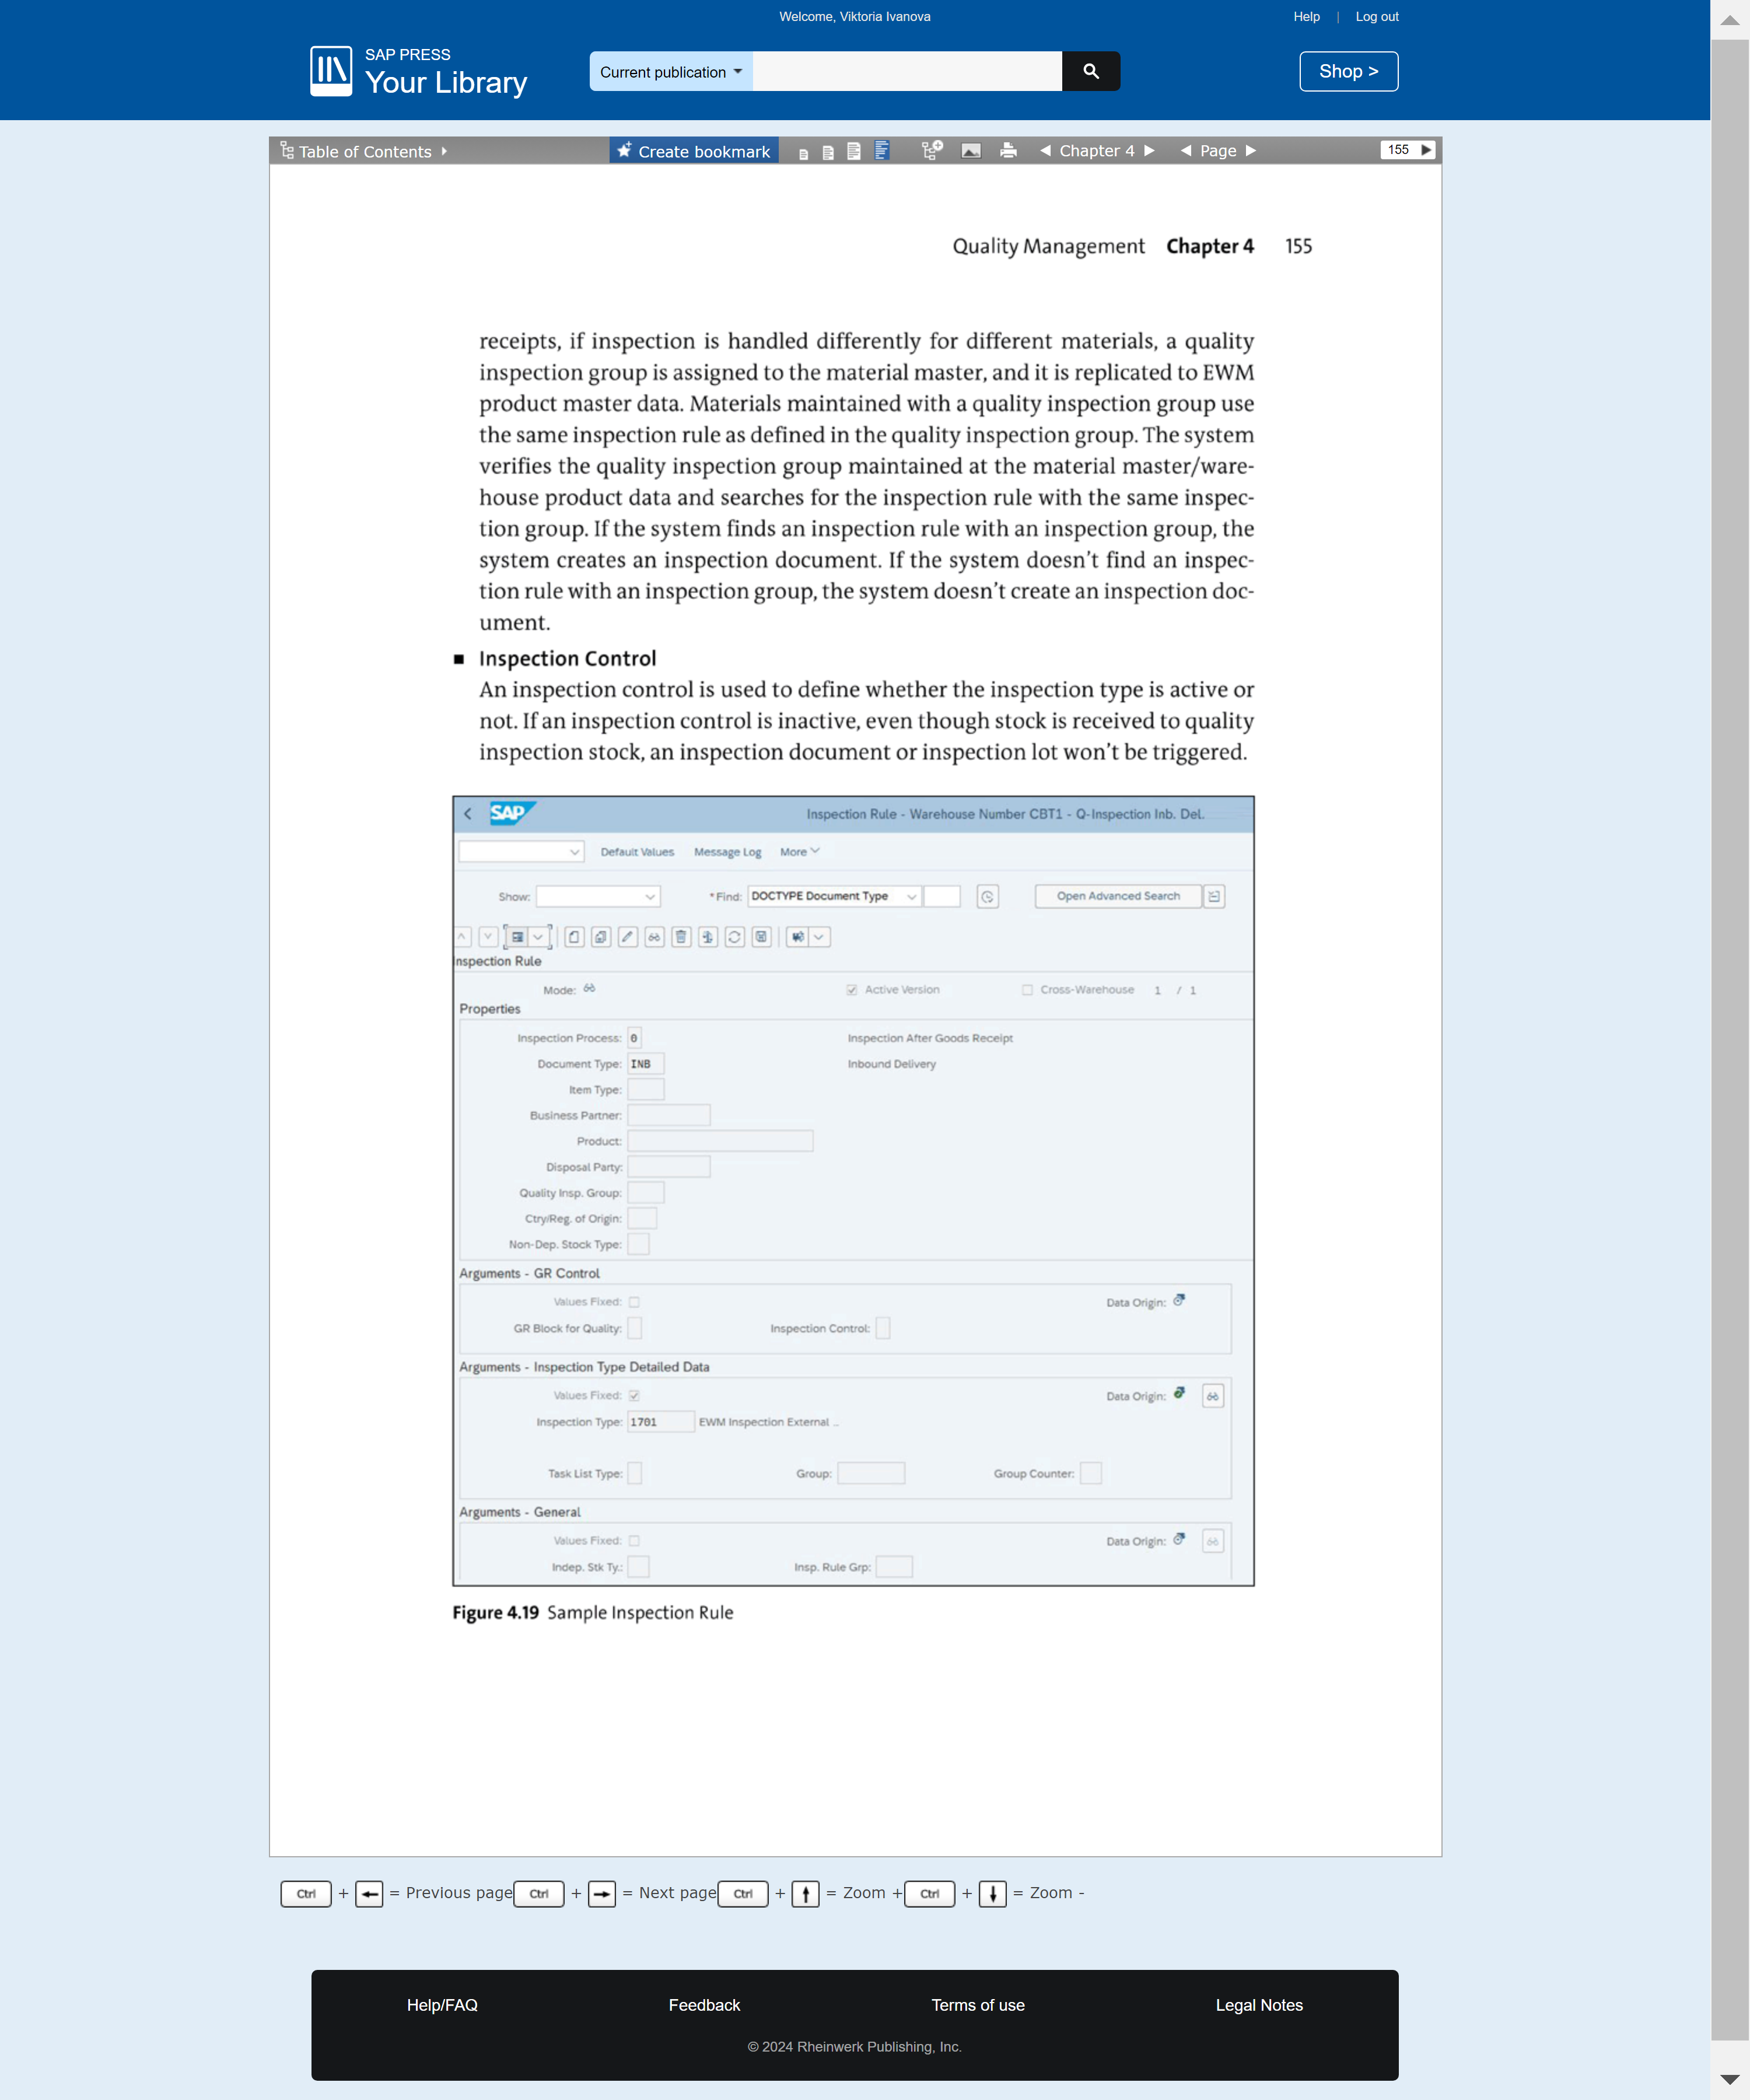 Welcome, Viktoria Ivanova
Help | Log out
SAP PRESS
Your Library
Current publication
Shop >
Table of Contents
Create bookmark
Chapter 4
Page
155
Quality Management Chapter 4 155
receipts, if inspection is handled differently for different materials, a quality
inspection group is assigned to the material master, and it is replicated to EWM
product master data. Materials maintained with a quality inspection group use
the same inspection rule as defined in the quality inspection group. The system
verifies the quality inspection group maintained at the material master/ware-
house product data and searches for the inspection rule with the same inspec-
tion group. If the system finds an inspection rule with an inspection group, the
system creates an inspection document. If the system doesn't find an inspec-
tion rule with an inspection group, the system doesn't create an inspection doc-
ument.
■ Inspection Control
An inspection control is used to define whether the inspection type is active or
not. If an inspection control is inactive, even though stock is received to quality
inspection stock, an inspection document or inspection lot won't be triggered.
SAP Inspection Rule - Warehouse Number CBT1 - Q-Inspection Inb. Del.
Default Values Message Log More
Show: *Find: DOCTYPE Document Type Open Advanced Search
Inspection Rule
Mode: Active Version Cross-Warehouse 1 / 1
Properties
Inspection Process: 0 Inspection After Goods Receipt
Document Type: INB Inbound Delivery
Item Type:
Business Partner:
Product:
Disposal Party:
Quality Insp. Group:
Ctry/Reg. of Origin:
Non-Dep. Stock Type:
Arguments - GR Control
Values Fixed: Data Origin:
GR Block for Quality: Inspection Control:
Arguments - Inspection Type Detailed Data
Values Fixed: Data Origin:
Inspection Type: 1701 EWM Inspection External ..
Task List Type: Group: Group Counter:
Arguments - General
Values Fixed: Data Origin:
Indep. Stk Ty.: Insp. Rule Grp:
Figure 4.19 Sample Inspection Rule
Ctrl + ← = Previous page Ctrl + → = Next page Ctrl + ↑ = Zoom + Ctrl + ↓ = Zoom -
Help/FAQ Feedback Terms of use Legal Notes
© 2024 Rheinwerk Publishing, Inc.